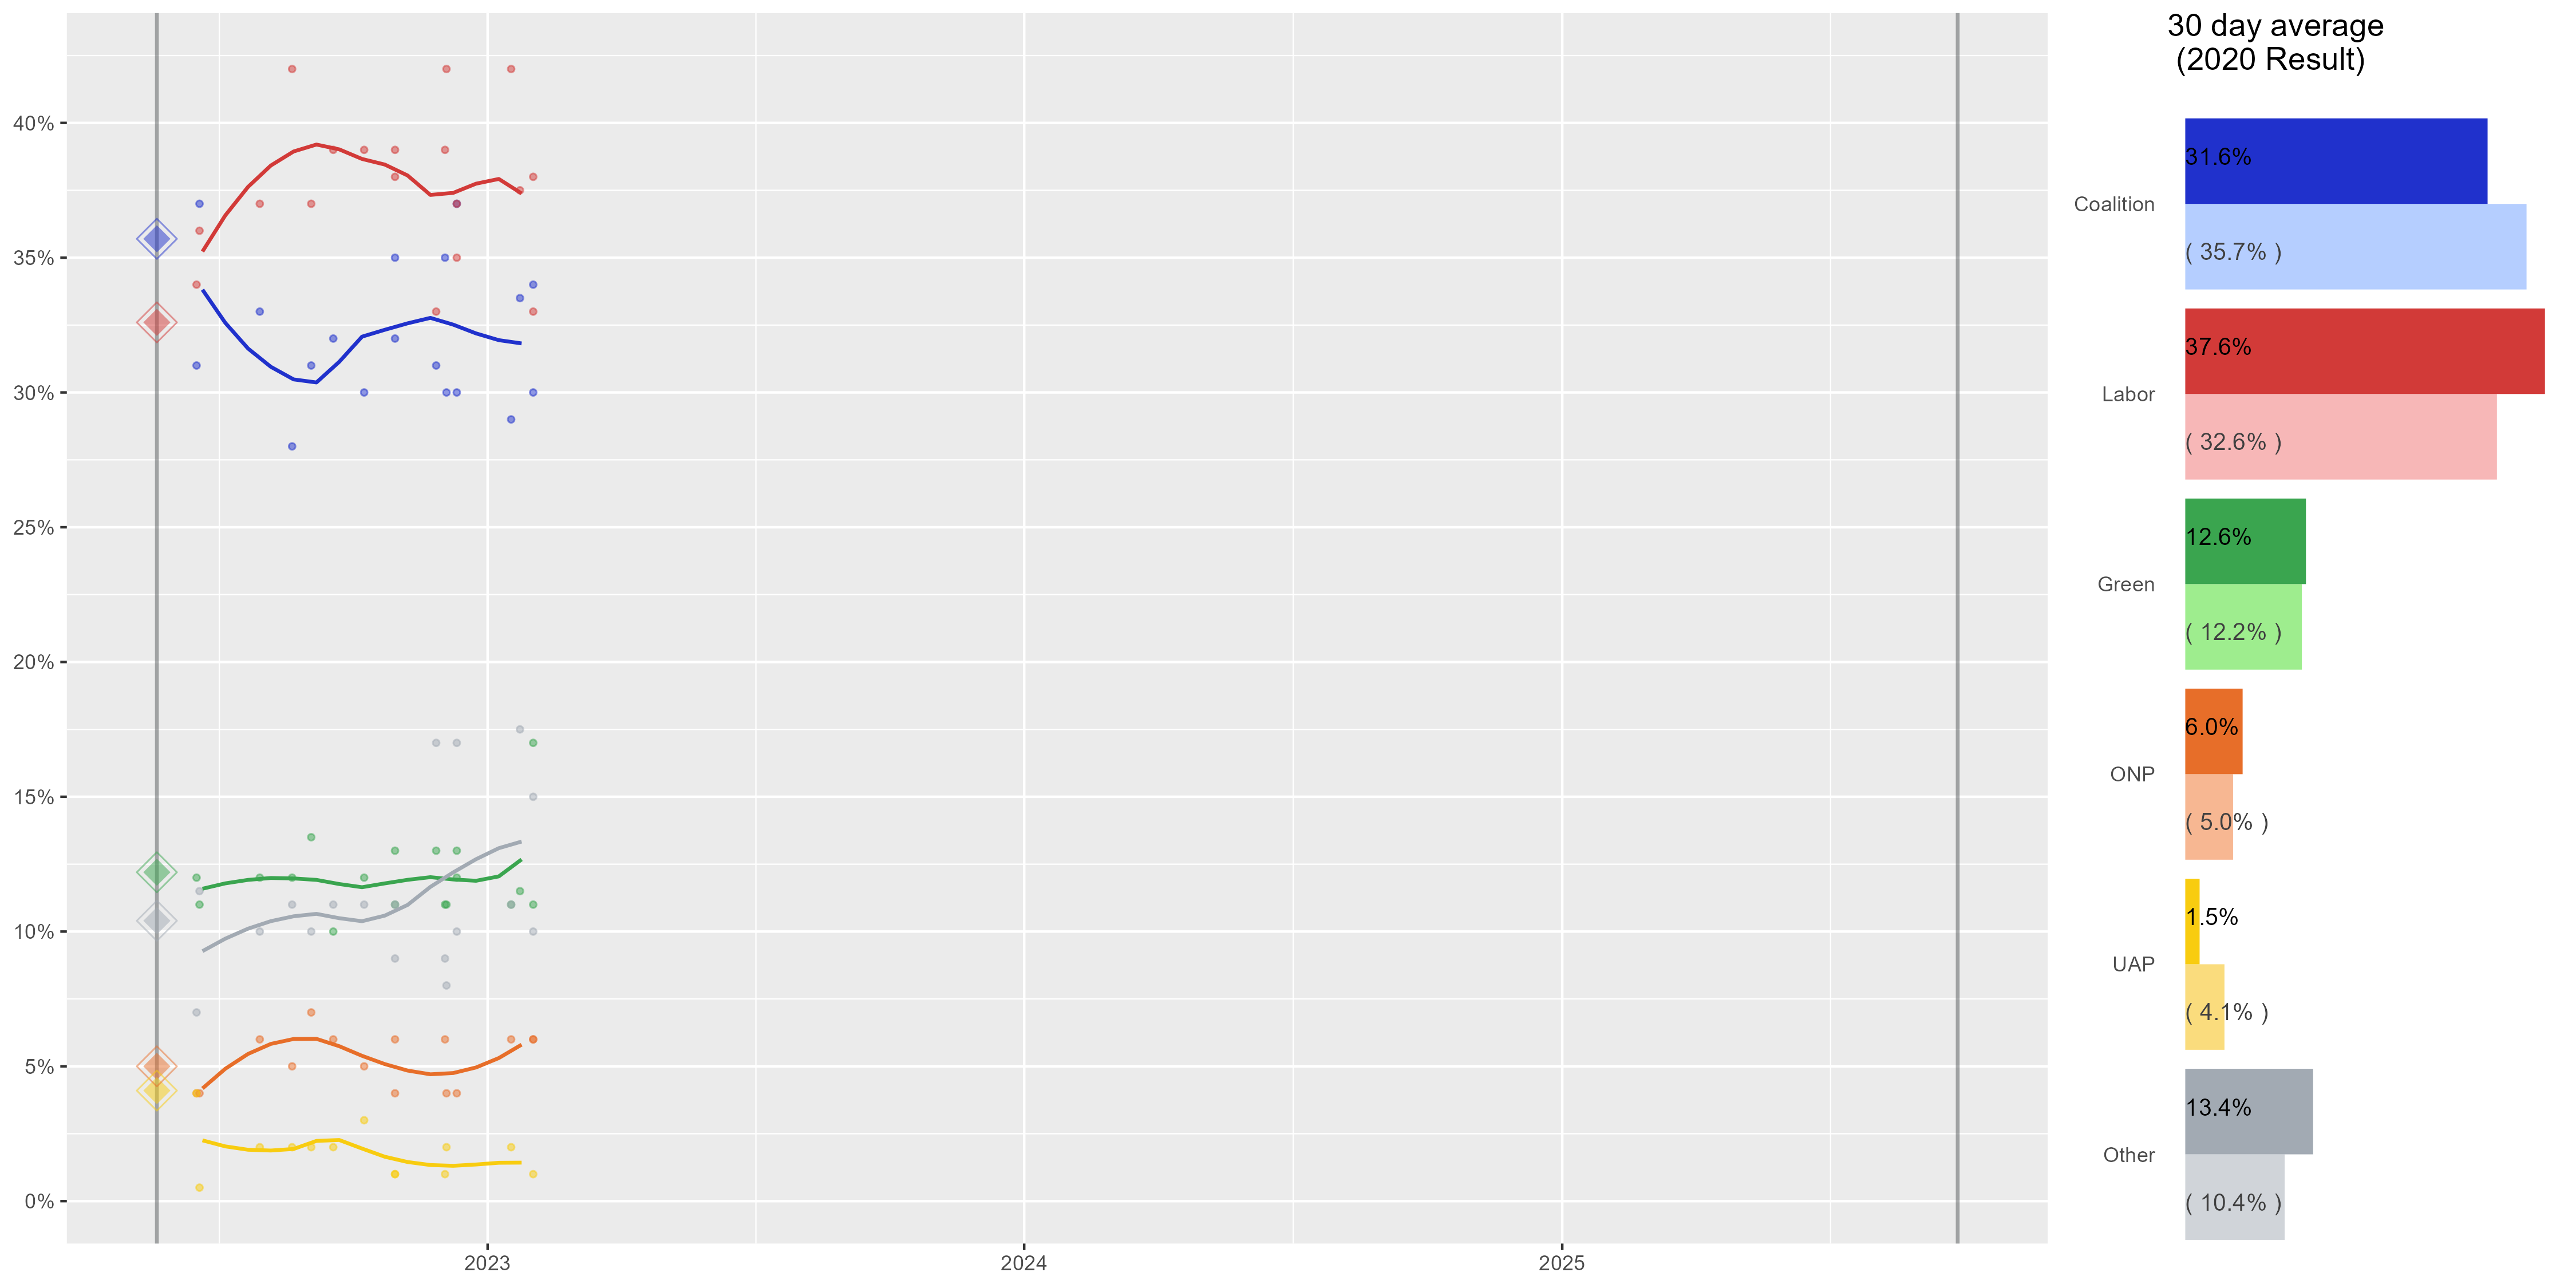 40%
35%
30%
25%
20%
15%
10%
5%
0%
2023
2024
2025
30 day average
(2020 Result)
Coalition
31.6%
( 35.7% )
Labor
37.6%
( 32.6% )
Green
12.6%
( 12.2% )
ONP
6.0%
( 5.0% )
UAP
1.5%
( 4.1% )
Other
13.4%
( 10.4% )